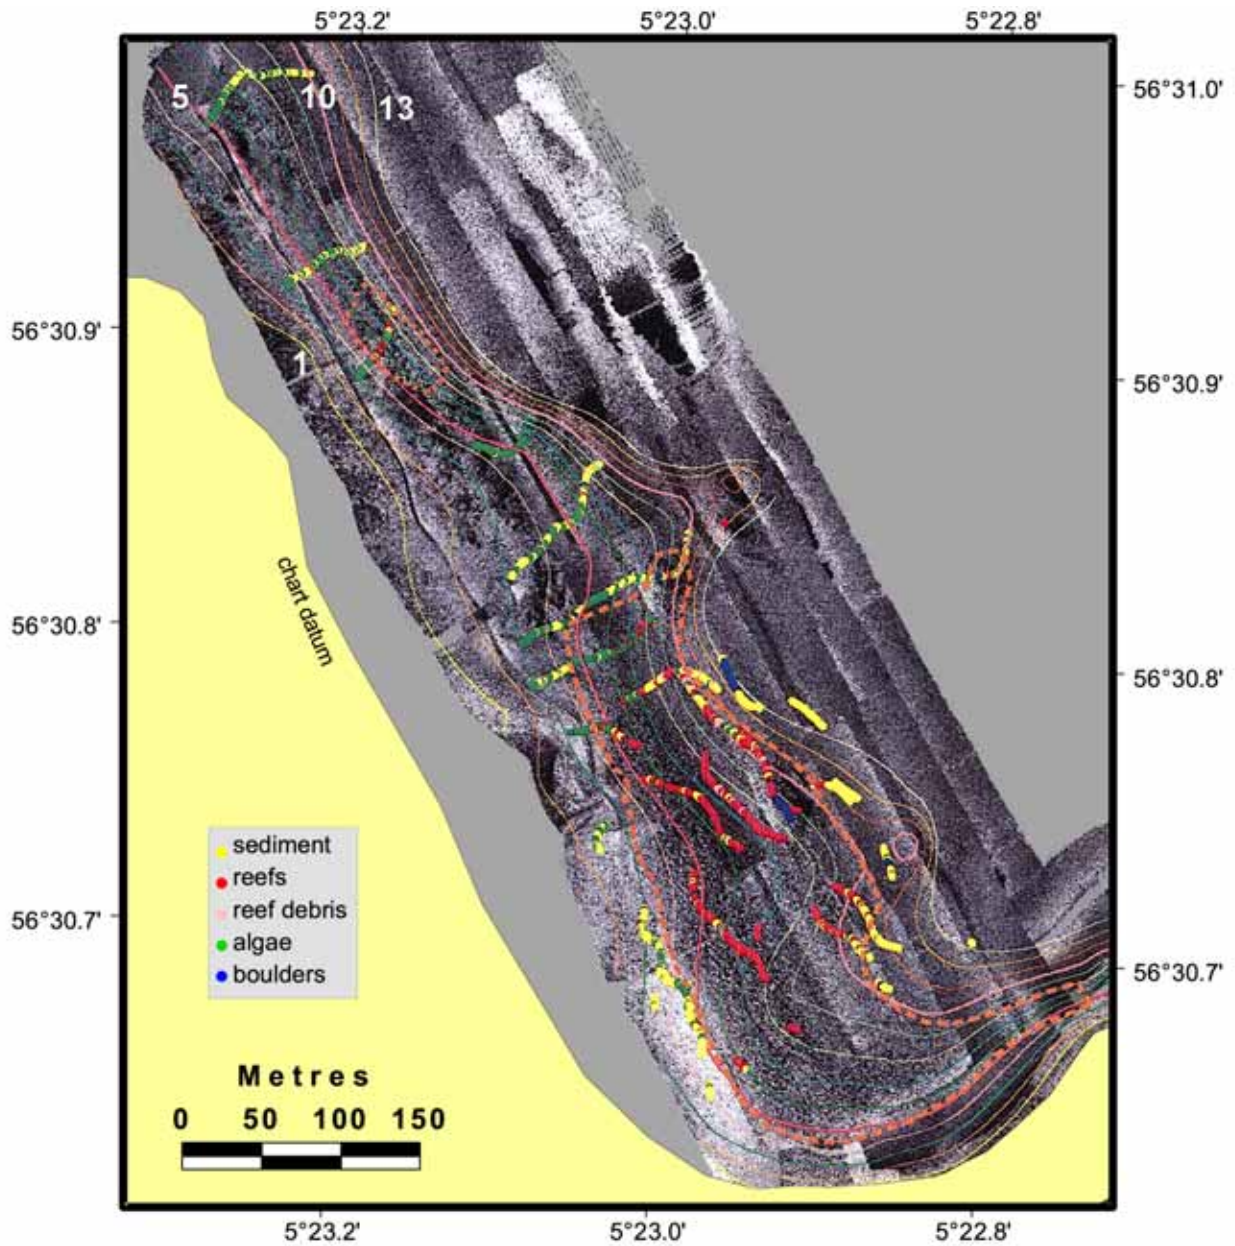 5°23.2' 5°23.0' 5°22.8'
5 10 13
56°31.0'
56°30.9'
1
56°30.9'
chart datum
56°30.8'
56°30.8'
sediment
reefs
reef debris
algae
boulders
56°30.7'
56°30.7'
Metres
0 50 100 150
5°23.2' 5°23.0' 5°22.8'